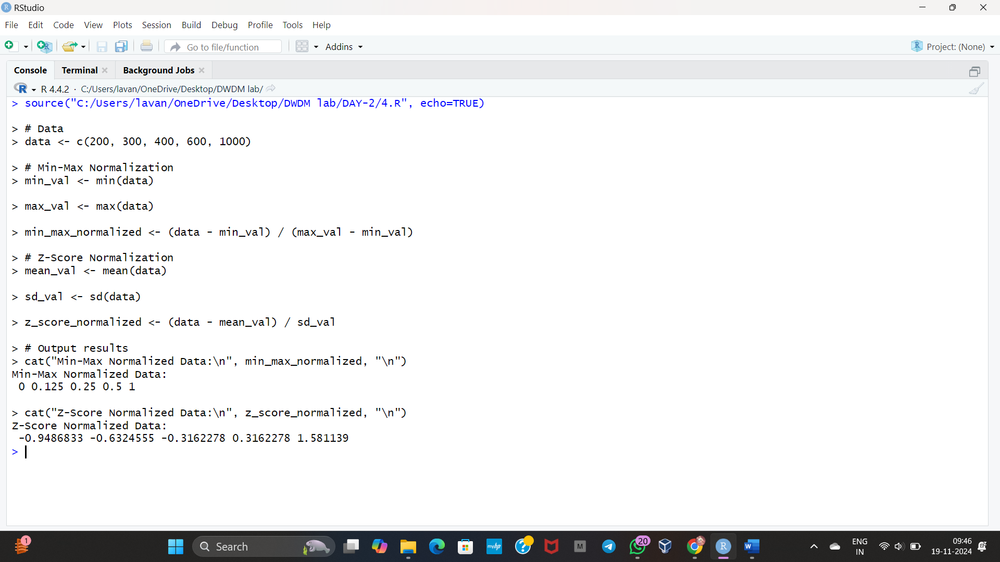 RStudio
File Edit Code View Plots Session Build Debug Profile Tools Help
Go to file/function Addins Project: (None)
Console Terminal Background Jobs
R 4.4.2 · C:/Users/lavan/OneDrive/Desktop/DWDM lab/
> source("C:/Users/lavan/OneDrive/Desktop/DWDM lab/DAY-2/4.R", echo=TRUE)
> # Data
> data <- c(200, 300, 400, 600, 1000)
> # Min-Max Normalization
> min_val <- min(data)
> max_val <- max(data)
> min_max_normalized <- (data - min_val) / (max_val - min_val)
> # Z-Score Normalization
> mean_val <- mean(data)
> sd_val <- sd(data)
> z_score_normalized <- (data - mean_val) / sd_val
> # Output results
> cat("Min-Max Normalized Data:\n", min_max_normalized, "\n")
Min-Max Normalized Data:
 0 0.125 0.25 0.5 1
> cat("Z-Score Normalized Data:\n", z_score_normalized, "\n")
Z-Score Normalized Data:
 -0.9486833 -0.6324555 -0.3162278 0.3162278 1.581139
>
1 Search myhp M 20 R W ENG 09:46
IN 19-11-2024